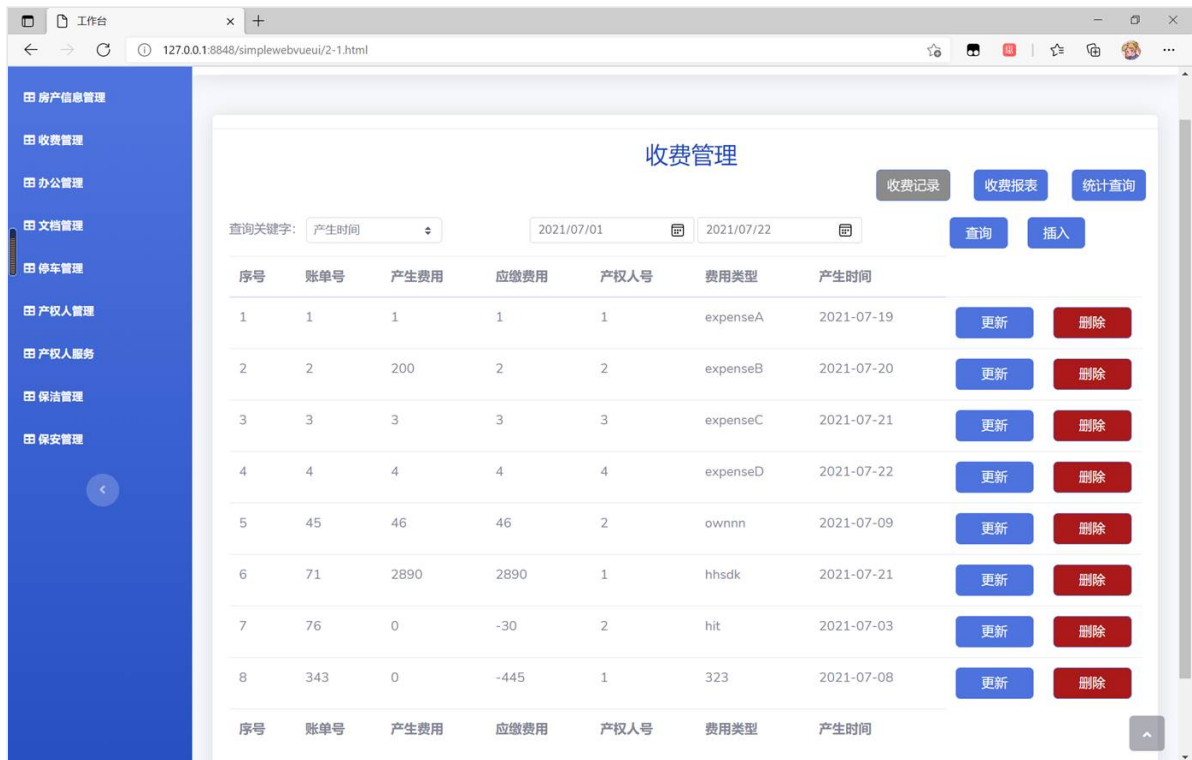 工作台
127.0.0.1:8848/simplewebvueui/2-1.html
房产信息管理
收费管理
办公管理
文档管理
停车管理
产权人管理
产权人服务
保洁管理
保安管理
收费管理
收费记录 收费报表 统计查询
查询关键字: 产生时间 2021/07/01 2021/07/22 查询 插入
序号 账单号 产生费用 应缴费用 产权人号 费用类型 产生时间
1 1 1 1 1 expenseA 2021-07-19 更新 删除
2 2 200 2 2 expenseB 2021-07-20 更新 删除
3 3 3 3 3 expenseC 2021-07-21 更新 删除
4 4 4 4 4 expenseD 2021-07-22 更新 删除
5 45 46 46 2 ownnn 2021-07-09 更新 删除
6 71 2890 2890 1 hhsdk 2021-07-21 更新 删除
7 76 0 -30 2 hit 2021-07-03 更新 删除
8 343 0 -445 1 323 2021-07-08 更新 删除
序号 账单号 产生费用 应缴费用 产权人号 费用类型 产生时间